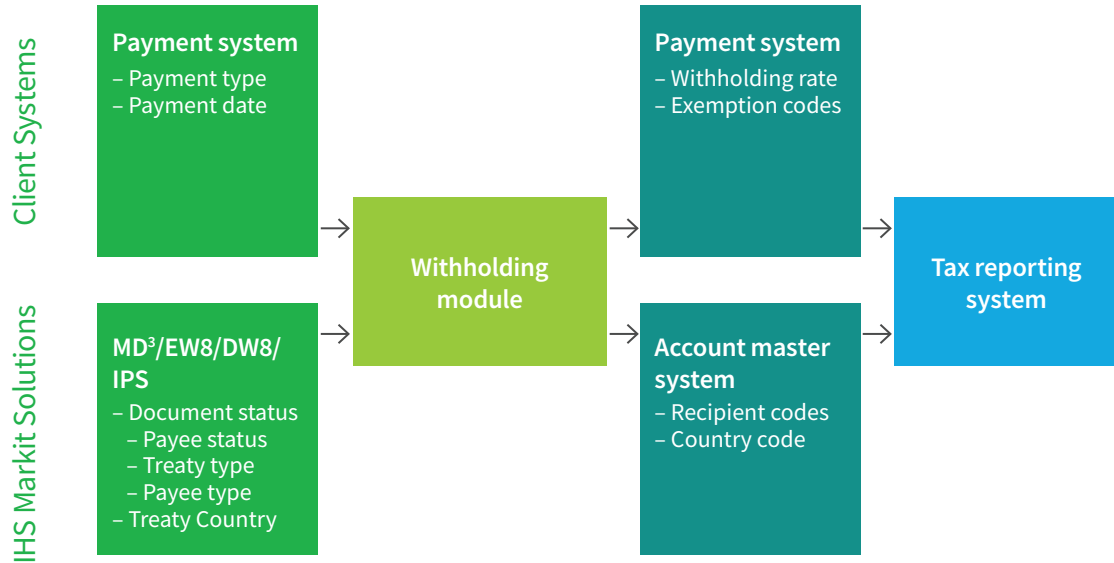 Client Systems
Payment system
– Payment type
– Payment date
Payment system
– Withholding rate
– Exemption codes
Withholding
module
Tax reporting
system
IHS Markit Solutions
MD³/EW8/DW8/
IPS
– Document status
– Payee status
– Treaty type
– Payee type
– Treaty Country
Account master
system
– Recipient codes
– Country code